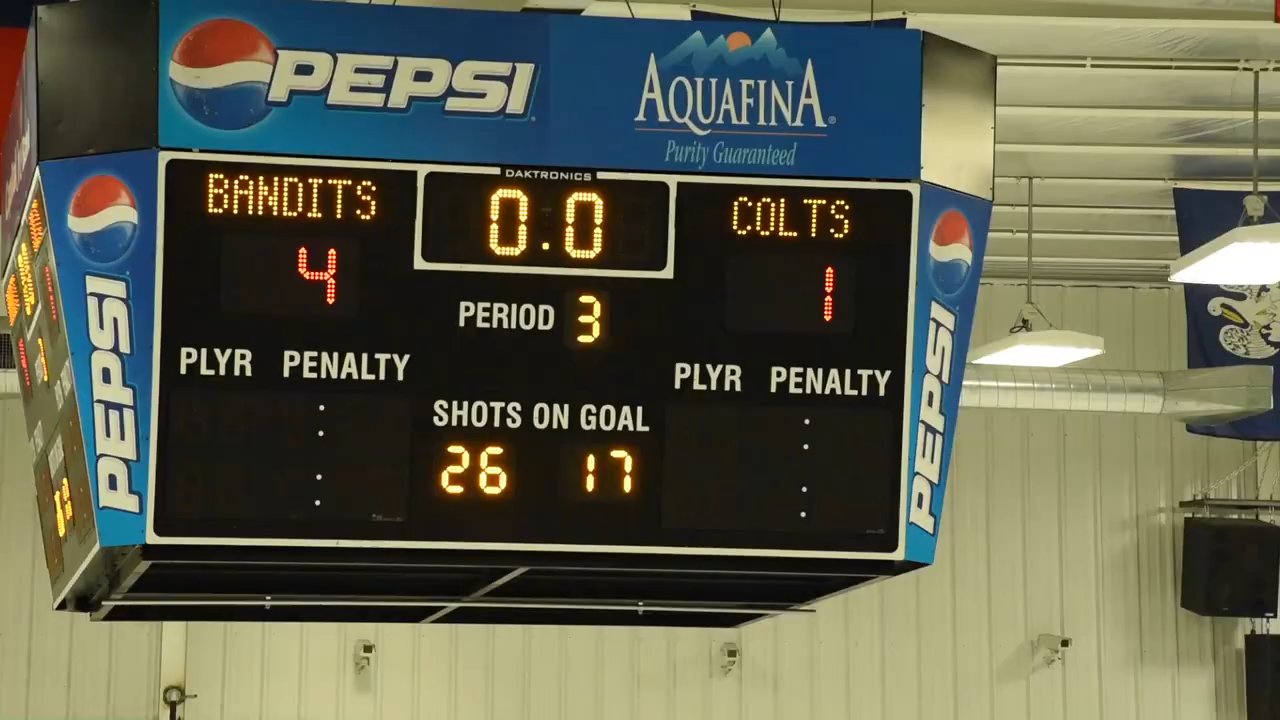 PEPSI
AQUAFINA
Purity Guaranteed
DAKTRONICS
BANDITS 0.0 COLTS
4 1
PERIOD 3
PLYR PENALTY
PLYR PENALTY
SHOTS ON GOAL
26 17
PEPSI
PEPSI